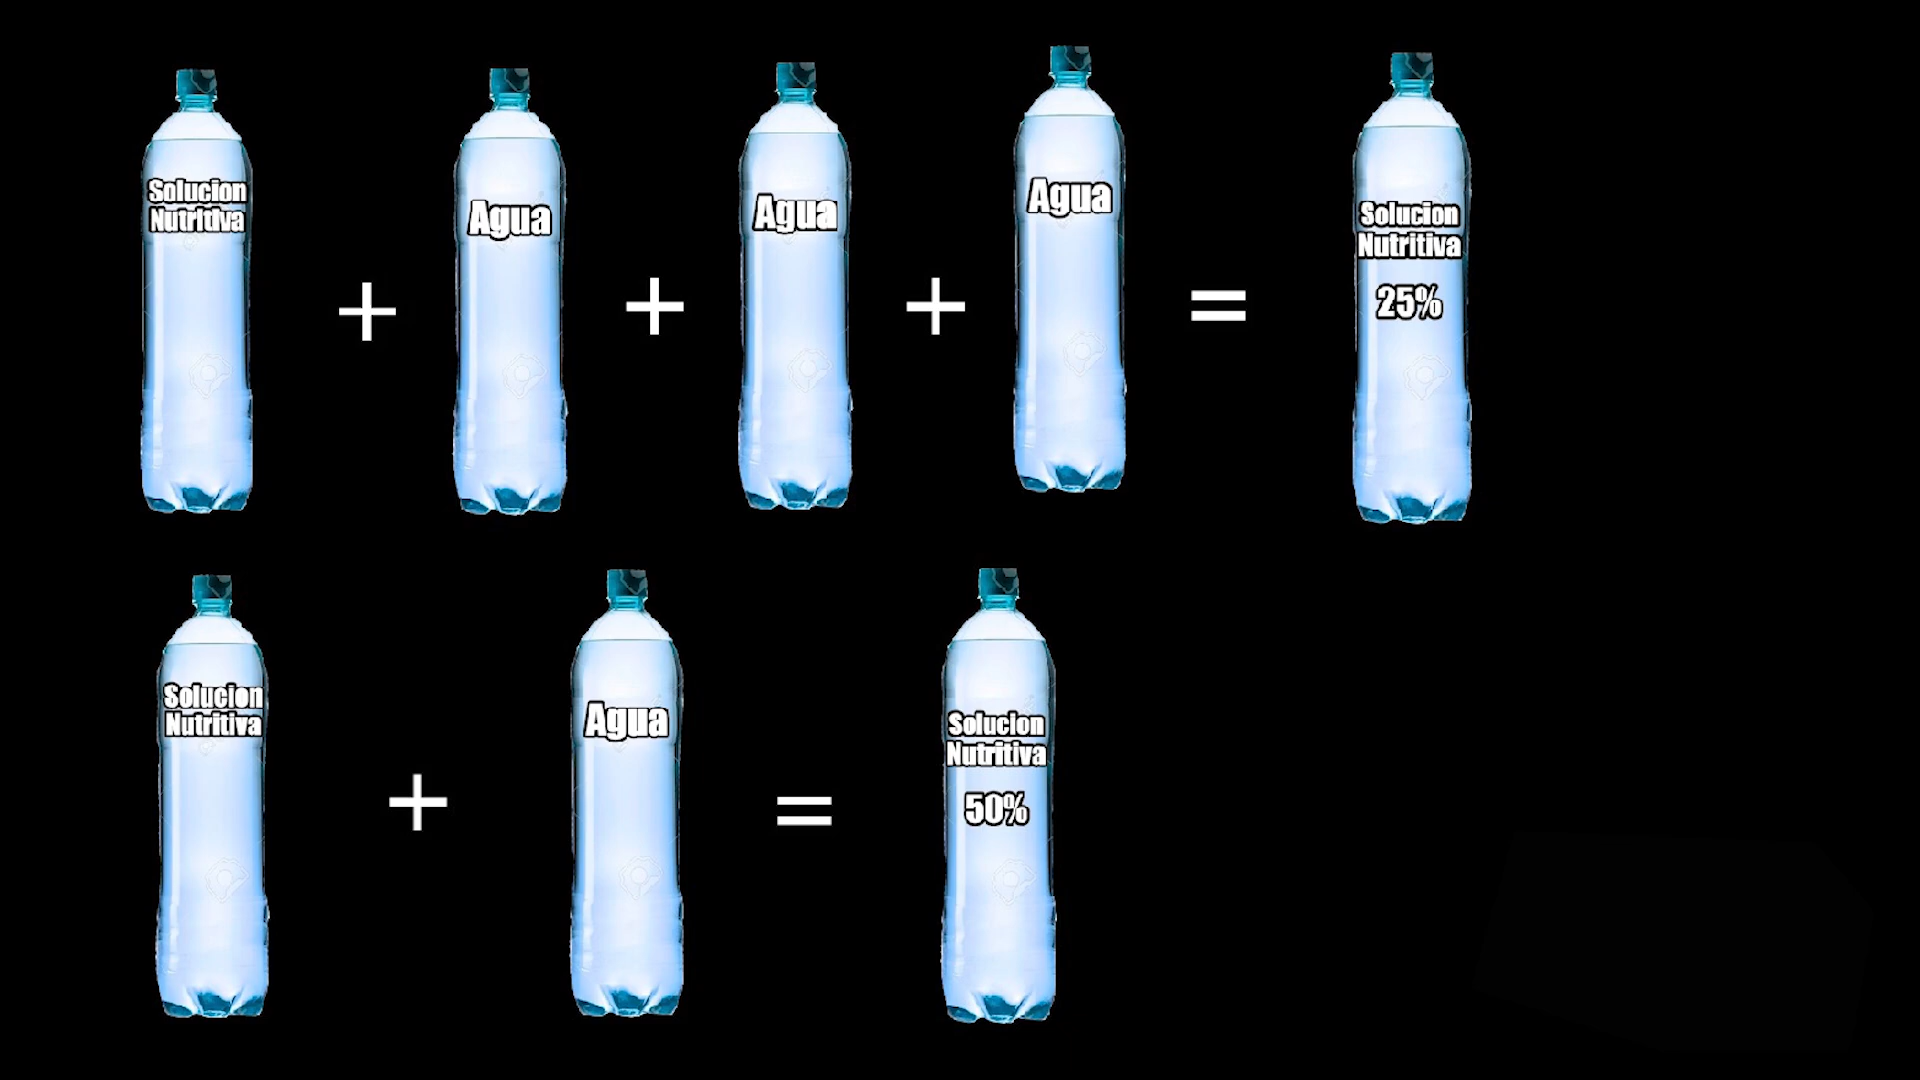 Solucion
Nutritiva
+
Agua
+
Agua
+
Agua
=
Solucion
Nutritiva
25%
Solucion
Nutritiva
+
Agua
=
Solucion
Nutritiva
50%